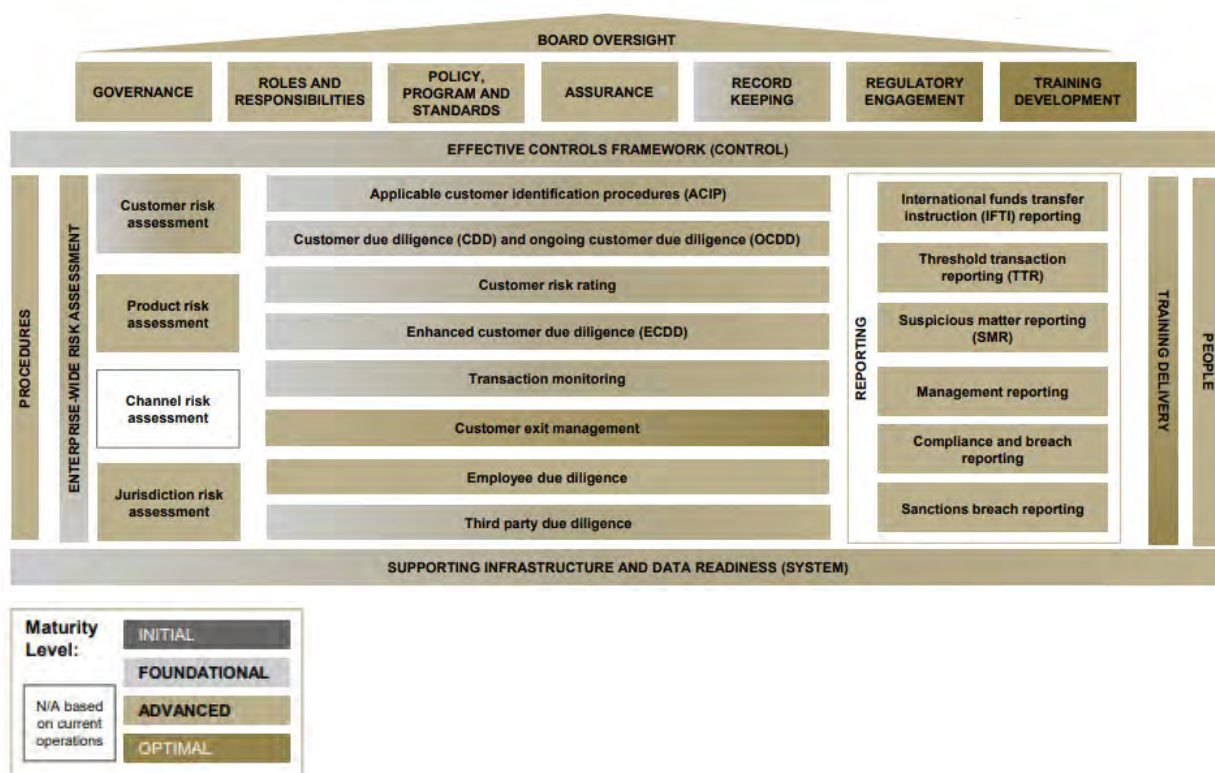 BOARD OVERSIGHT
GOVERNANCE
ROLES AND
RESPONSIBILITIES
POLICY,
PROGRAM AND
STANDARDS
ASSURANCE
RECORD
KEEPING
REGULATORY
ENGAGEMENT
TRAINING
DEVELOPMENT
EFFECTIVE CONTROLS FRAMEWORK (CONTROL)
PROCEDURES
ENTERPRISE-WIDE RISK ASSESSMENT
Customer risk
assessment
Product risk
assessment
Channel risk
assessment
Jurisdiction risk
assessment
Applicable customer identification procedures (ACIP)
Customer due diligence (CDD) and ongoing customer due diligence (OCDD)
Customer risk rating
Enhanced customer due diligence (ECDD)
Transaction monitoring
Customer exit management
Employee due diligence
Third party due diligence
REPORTING
International funds transfer
instruction (IFTI) reporting
Threshold transaction
reporting (TTR)
Suspicious matter reporting
(SMR)
Management reporting
Compliance and breach
reporting
Sanctions breach reporting
TRAINING DELIVERY
PEOPLE
SUPPORTING INFRASTRUCTURE AND DATA READINESS (SYSTEM)
Maturity
Level:
N/A based
on current
operations
INITIAL
FOUNDATIONAL
ADVANCED
OPTIMAL